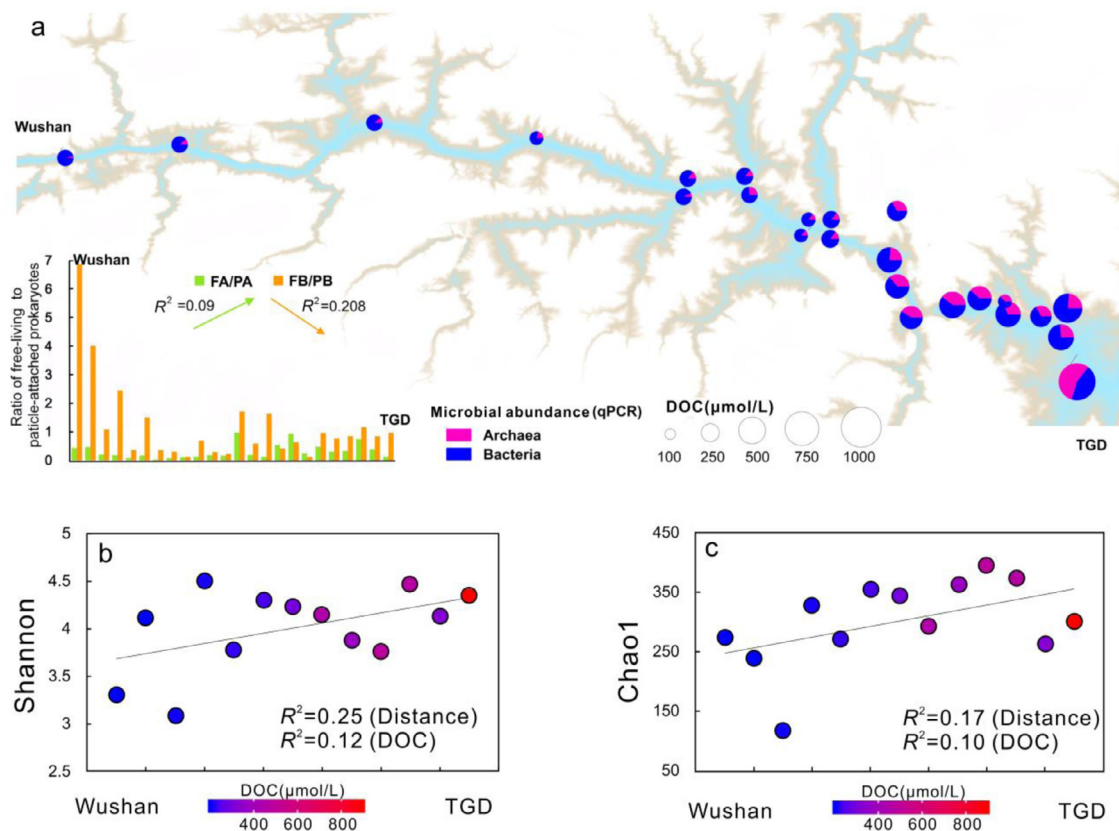 a
Wushan
Wushan
7
6
5
4
3
2
1
0
Ratio of free-living to
paticle-attached prokaryotes
FA/PA
FB/PB
R²=0.09
R²=0.208
TGD
Microbial abundance (qPCR)
Archaea
Bacteria
DOC(μmol/L)
100 250 500 750 1000
TGD
b
Shannon
5
4.5
4
3.5
3
2.5
R²=0.25 (Distance)
R²=0.12 (DOC)
Wushan
DOC(μmol/L)
400 600 800
TGD
c
Chao1
450
350
250
150
50
R²=0.17 (Distance)
R²=0.10 (DOC)
Wushan
DOC(μmol/L)
400 600 800
TGD